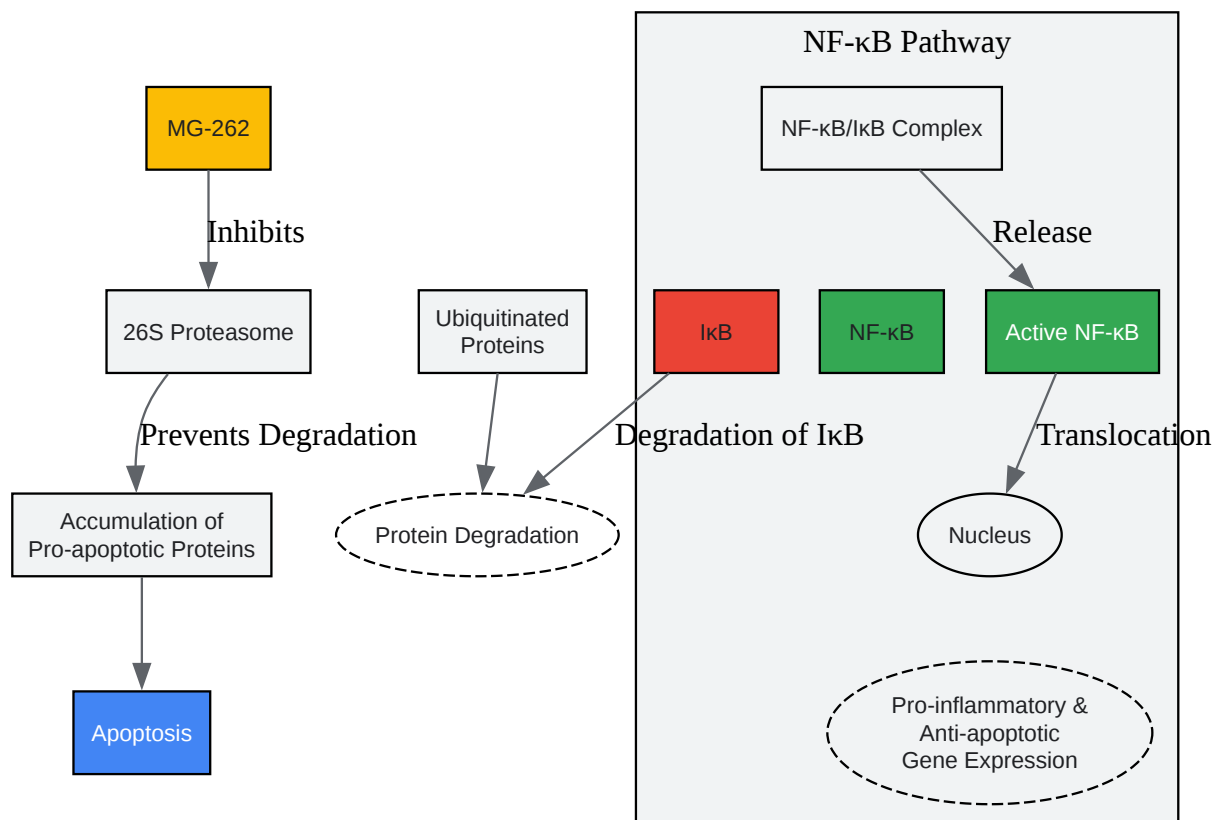 NF-κB Pathway
MG-262
NF-κB/IκB Complex
Inhibits
Release
26S Proteasome
Ubiquitinated
Proteins
IκB
NF-κB
Active NF-κB
Prevents Degradation
Degradation of IκB
Translocation
Accumulation of
Pro-apoptotic Proteins
Protein Degradation
Nucleus
Apoptosis
Pro-inflammatory &
Anti-apoptotic
Gene Expression